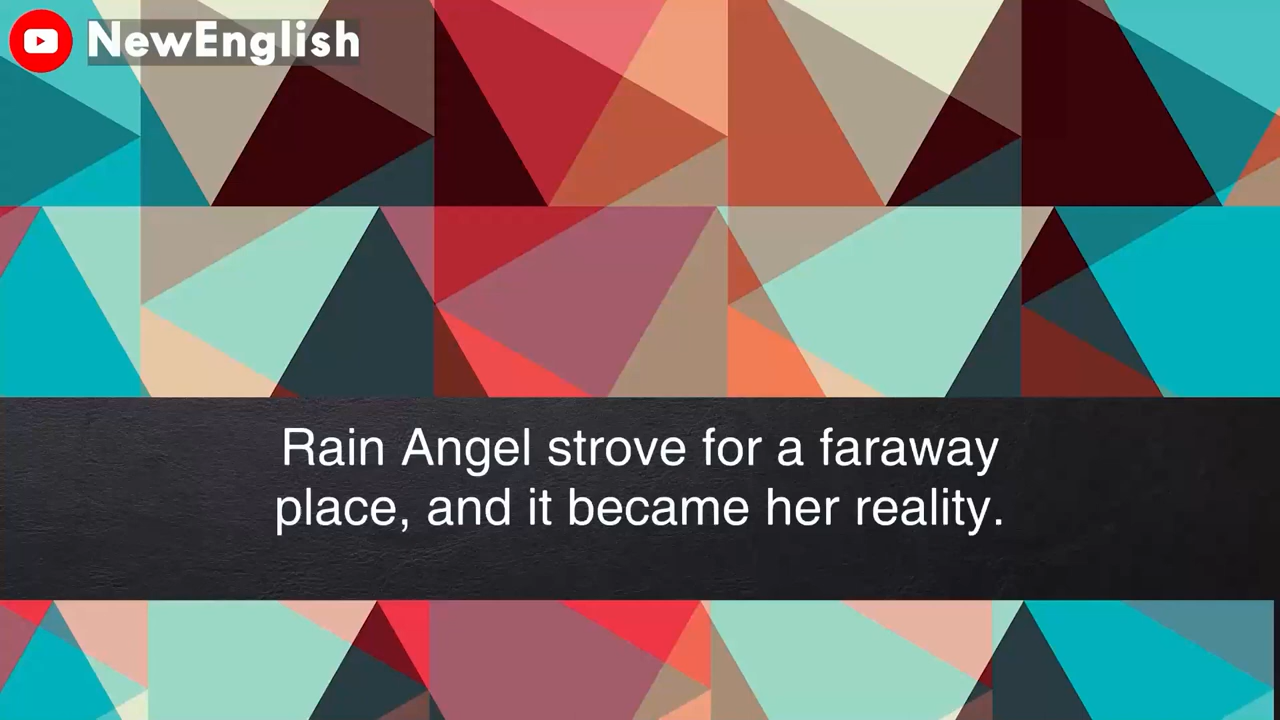 NewEnglish
Rain Angel strove for a faraway
place, and it became her reality.